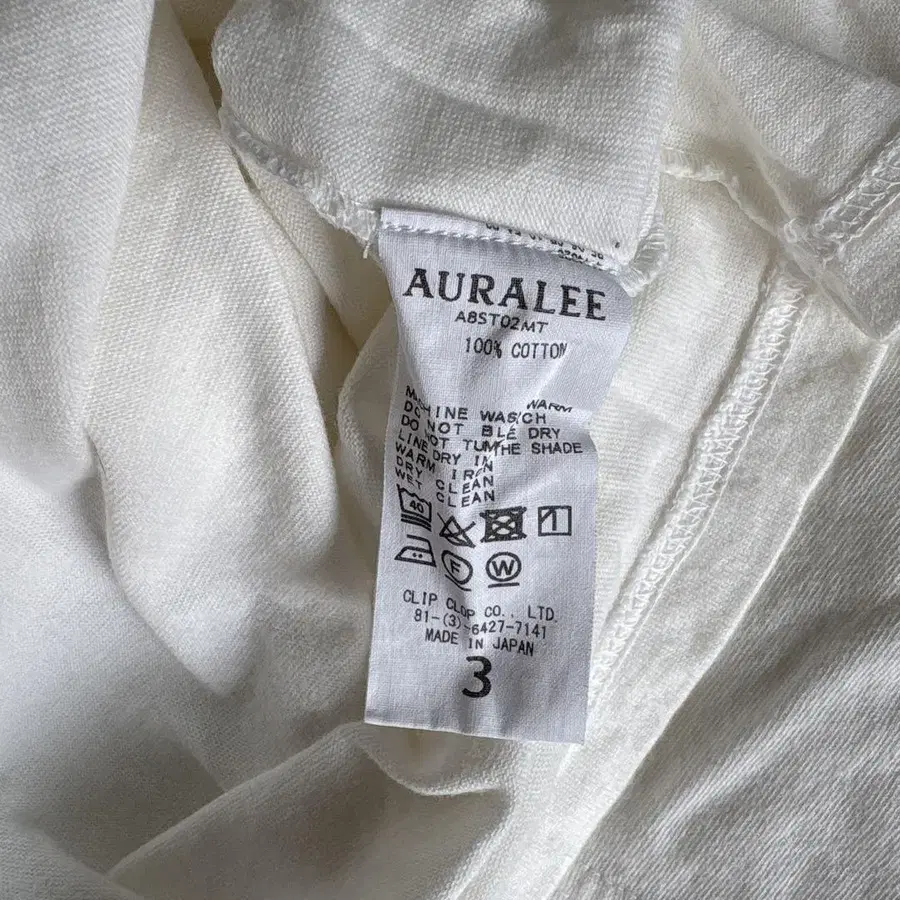 AURALEE
A8ST02MT
100% COTTON
MACHINE WASH WARM
DO NOT BLEACH
DO NOT TUMBLE DRY
LINE DRY IN THE SHADE
WARM IRON
DRY CLEAN
WET CLEAN
40
F W
CLIP CLOP CO., LTD.
81-(3)-6427-7141
MADE IN JAPAN
3